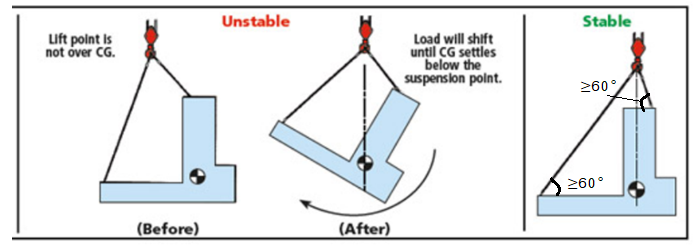 Unstable
Stable
Lift point is
not over CG.
Load will shift
until CG settles
below the
suspension point.
≥60°
≥60°
(Before)
(After)